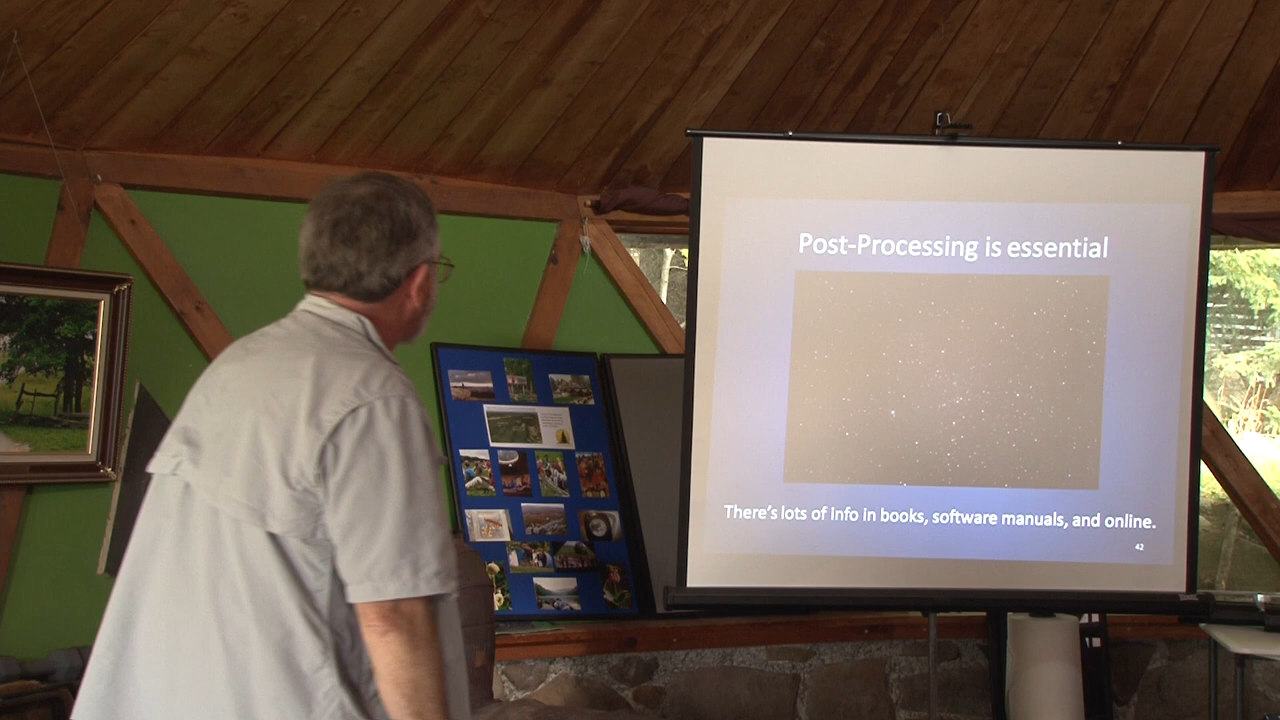 Post-Processing is essential
There's lots of info in books, software manuals, and online.
42